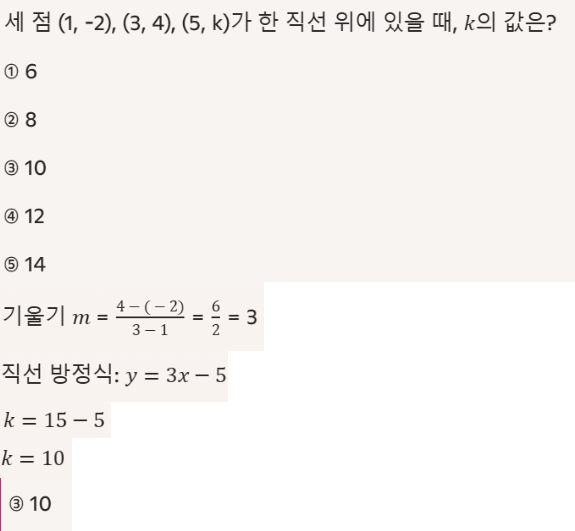 세 점 (1, -2), (3, 4), (5, k)가 한 직선 위에 있을 때, k의 값은?
① 6
② 8
③ 10
④ 12
⑤ 14
기울기 m = \frac{4-(-2)}{3-1} = \frac{6}{2} = 3
직선 방정식: y = 3x − 5
k = 15 − 5
k = 10
③ 10